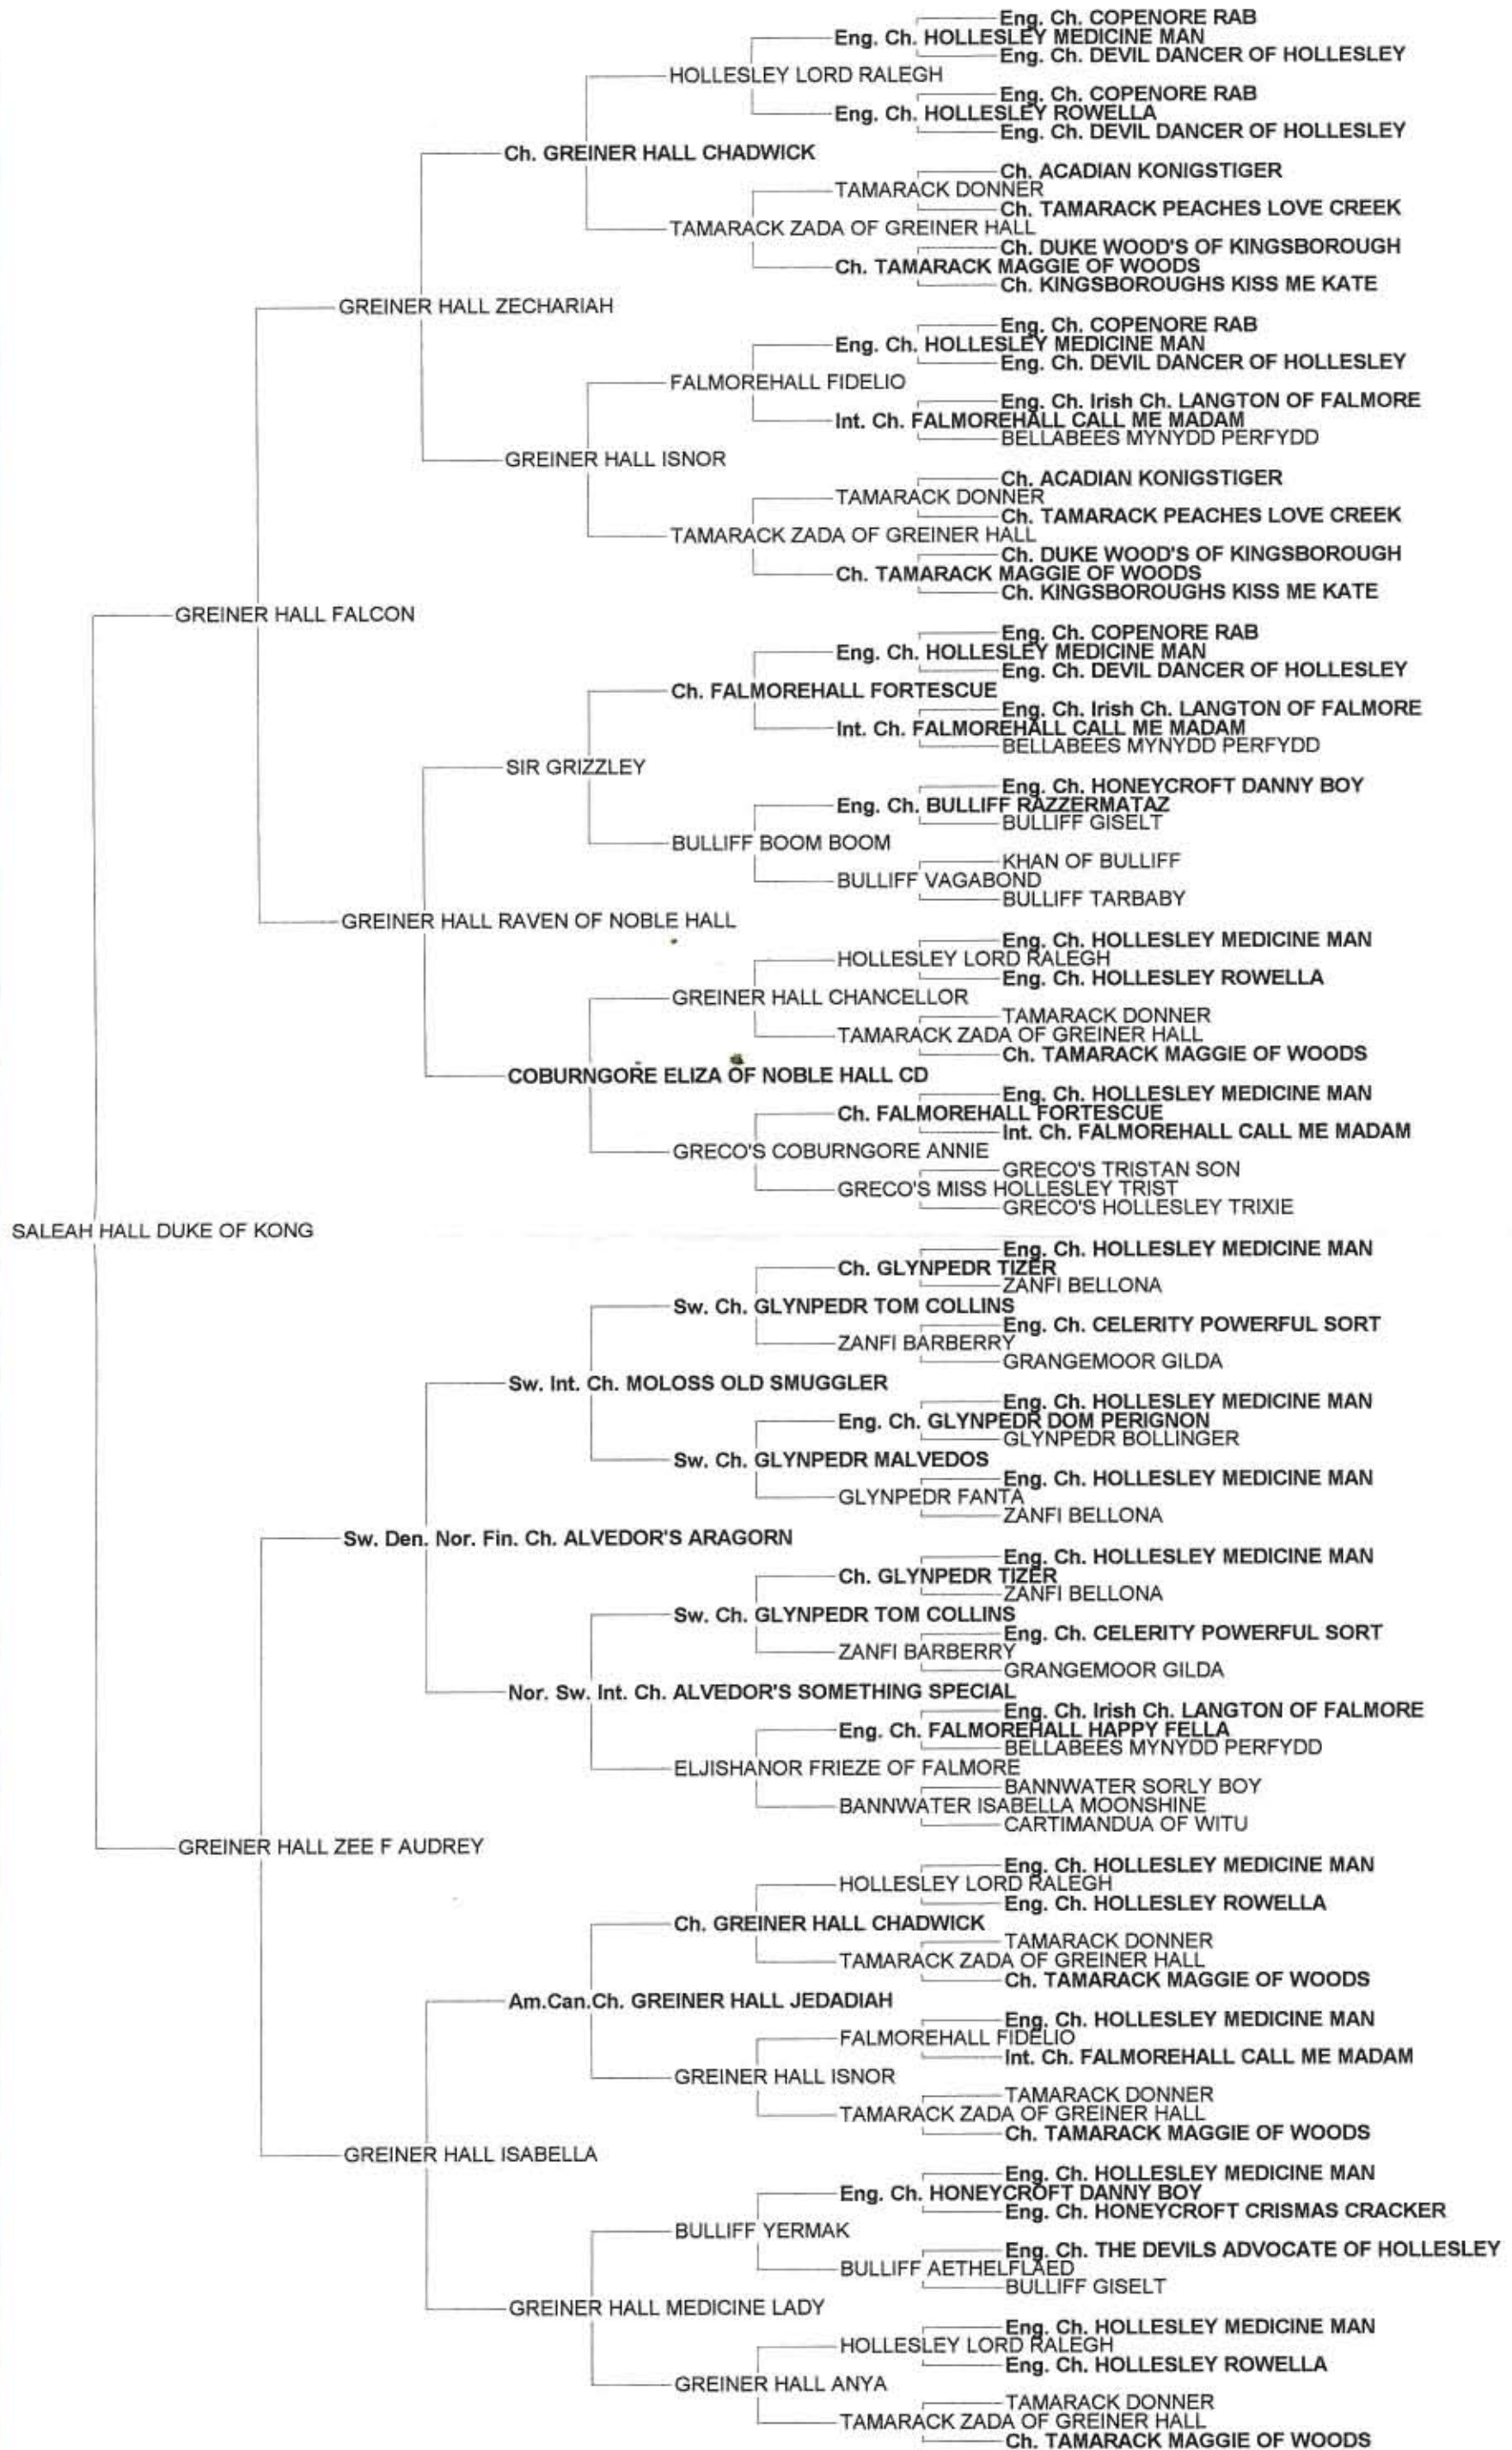 Eng. Ch. COPENORE RAB
Eng. Ch. HOLLESLEY MEDICINE MAN
Eng. Ch. DEVIL DANCER OF HOLLESLEY
HOLLESLEY LORD RALEGH
Eng. Ch. COPENORE RAB
Eng. Ch. HOLLESLEY ROWELLA
Eng. Ch. DEVIL DANCER OF HOLLESLEY
Ch. GREINER HALL CHADWICK
Ch. ACADIAN KONIGSTIGER
TAMARACK DONNER
Ch. TAMARACK PEACHES LOVE CREEK
TAMARACK ZADA OF GREINER HALL
Ch. DUKE WOOD'S OF KINGSBOROUGH
Ch. TAMARACK MAGGIE OF WOODS
Ch. KINGSBOROUGHS KISS ME KATE
GREINER HALL ZECHARIAH
Eng. Ch. COPENORE RAB
Eng. Ch. HOLLESLEY MEDICINE MAN
Eng. Ch. DEVIL DANCER OF HOLLESLEY
FALMOREHALL FIDELIO
Eng. Ch. Irish Ch. LANGTON OF FALMORE
Int. Ch. FALMOREHALL CALL ME MADAM
BELLABEES MYNYDD PERFYDD
GREINER HALL ISNOR
Ch. ACADIAN KONIGSTIGER
TAMARACK DONNER
Ch. TAMARACK PEACHES LOVE CREEK
TAMARACK ZADA OF GREINER HALL
Ch. DUKE WOOD'S OF KINGSBOROUGH
Ch. TAMARACK MAGGIE OF WOODS
Ch. KINGSBOROUGHS KISS ME KATE
GREINER HALL FALCON
Eng. Ch. COPENORE RAB
Eng. Ch. HOLLESLEY MEDICINE MAN
Eng. Ch. DEVIL DANCER OF HOLLESLEY
Ch. FALMOREHALL FORTESCUE
Eng. Ch. Irish Ch. LANGTON OF FALMORE
Int. Ch. FALMOREHALL CALL ME MADAM
BELLABEES MYNYDD PERFYDD
SIR GRIZZLEY
Eng. Ch. HONEYCROFT DANNY BOY
Eng. Ch. BULLIFF RAZZERMATAZ
BULLIFF GISELT
BULLIFF BOOM BOOM
KHAN OF BULLIFF
BULLIFF VAGABOND
BULLIFF TARBABY
GREINER HALL RAVEN OF NOBLE HALL
Eng. Ch. HOLLESLEY MEDICINE MAN
HOLLESLEY LORD RALEGH
Eng. Ch. HOLLESLEY ROWELLA
GREINER HALL CHANCELLOR
TAMARACK DONNER
TAMARACK ZADA OF GREINER HALL
Ch. TAMARACK MAGGIE OF WOODS
COBURNGORE ELIZA OF NOBLE HALL CD
Eng. Ch. HOLLESLEY MEDICINE MAN
Ch. FALMOREHALL FORTESCUE
Int. Ch. FALMOREHALL CALL ME MADAM
GRECO'S COBURNGORE ANNIE
GRECO'S TRISTAN SON
GRECO'S MISS HOLLESLEY TRIST
GRECO'S HOLLESLEY TRIXIE
SALEAH HALL DUKE OF KONG
Eng. Ch. HOLLESLEY MEDICINE MAN
Ch. GLYNPEDR TIZER
ZANFI BELLONA
Sw. Ch. GLYNPEDR TOM COLLINS
Eng. Ch. CELERITY POWERFUL SORT
ZANFI BARBERRY
GRANGEMOOR GILDA
Sw. Int. Ch. MOLOSS OLD SMUGGLER
Eng. Ch. HOLLESLEY MEDICINE MAN
Eng. Ch. GLYNPEDR DOM PERIGNON
GLYNPEDR BOLLINGER
Sw. Ch. GLYNPEDR MALVEDOS
Eng. Ch. HOLLESLEY MEDICINE MAN
GLYNPEDR FANTA
ZANFI BELLONA
Sw. Den. Nor. Fin. Ch. ALVEDOR'S ARAGORN
Eng. Ch. HOLLESLEY MEDICINE MAN
Ch. GLYNPEDR TIZER
ZANFI BELLONA
Sw. Ch. GLYNPEDR TOM COLLINS
Eng. Ch. CELERITY POWERFUL SORT
ZANFI BARBERRY
GRANGEMOOR GILDA
Nor. Sw. Int. Ch. ALVEDOR'S SOMETHING SPECIAL
Eng. Ch. Irish Ch. LANGTON OF FALMORE
Eng. Ch. FALMOREHALL HAPPY FELLA
BELLABEES MYNYDD PERFYDD
ELJISHANOR FRIEZE OF FALMORE
BANNWATER SORLY BOY
BANNWATER ISABELLA MOONSHINE
CARTIMANDUA OF WITU
GREINER HALL ZEE F AUDREY
Eng. Ch. HOLLESLEY MEDICINE MAN
HOLLESLEY LORD RALEGH
Eng. Ch. HOLLESLEY ROWELLA
Ch. GREINER HALL CHADWICK
TAMARACK DONNER
TAMARACK ZADA OF GREINER HALL
Ch. TAMARACK MAGGIE OF WOODS
Am.Can.Ch. GREINER HALL JEDADIAH
Eng. Ch. HOLLESLEY MEDICINE MAN
FALMOREHALL FIDELIO
Int. Ch. FALMOREHALL CALL ME MADAM
GREINER HALL ISNOR
TAMARACK DONNER
TAMARACK ZADA OF GREINER HALL
Ch. TAMARACK MAGGIE OF WOODS
GREINER HALL ISABELLA
Eng. Ch. HOLLESLEY MEDICINE MAN
Eng. Ch. HONEYCROFT DANNY BOY
Eng. Ch. HONEYCROFT CRISMAS CRACKER
BULLIFF YERMAK
Eng. Ch. THE DEVILS ADVOCATE OF HOLLESLEY
BULLIFF AETHELFLAED
BULLIFF GISELT
GREINER HALL MEDICINE LADY
Eng. Ch. HOLLESLEY MEDICINE MAN
HOLLESLEY LORD RALEGH
Eng. Ch. HOLLESLEY ROWELLA
GREINER HALL ANYA
TAMARACK DONNER
TAMARACK ZADA OF GREINER HALL
Ch. TAMARACK MAGGIE OF WOODS